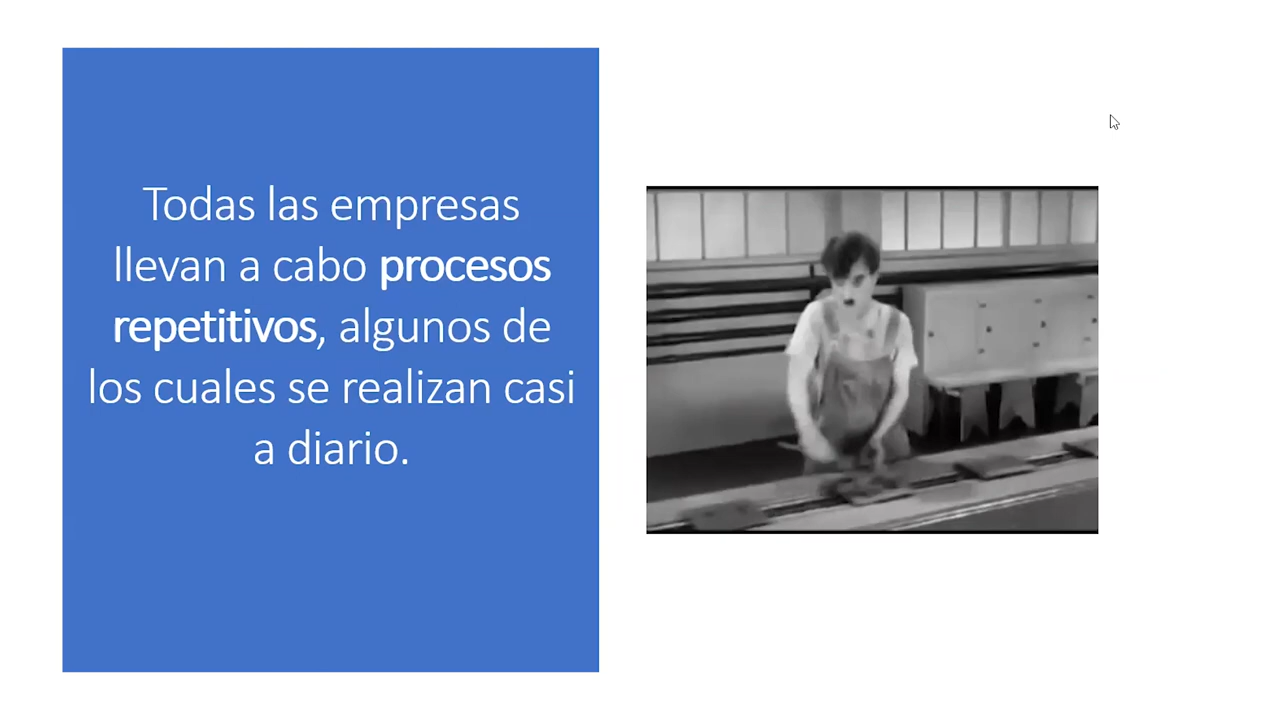 Todas las empresas
llevan a cabo procesos
repetitivos, algunos de
los cuales se realizan casi
a diario.